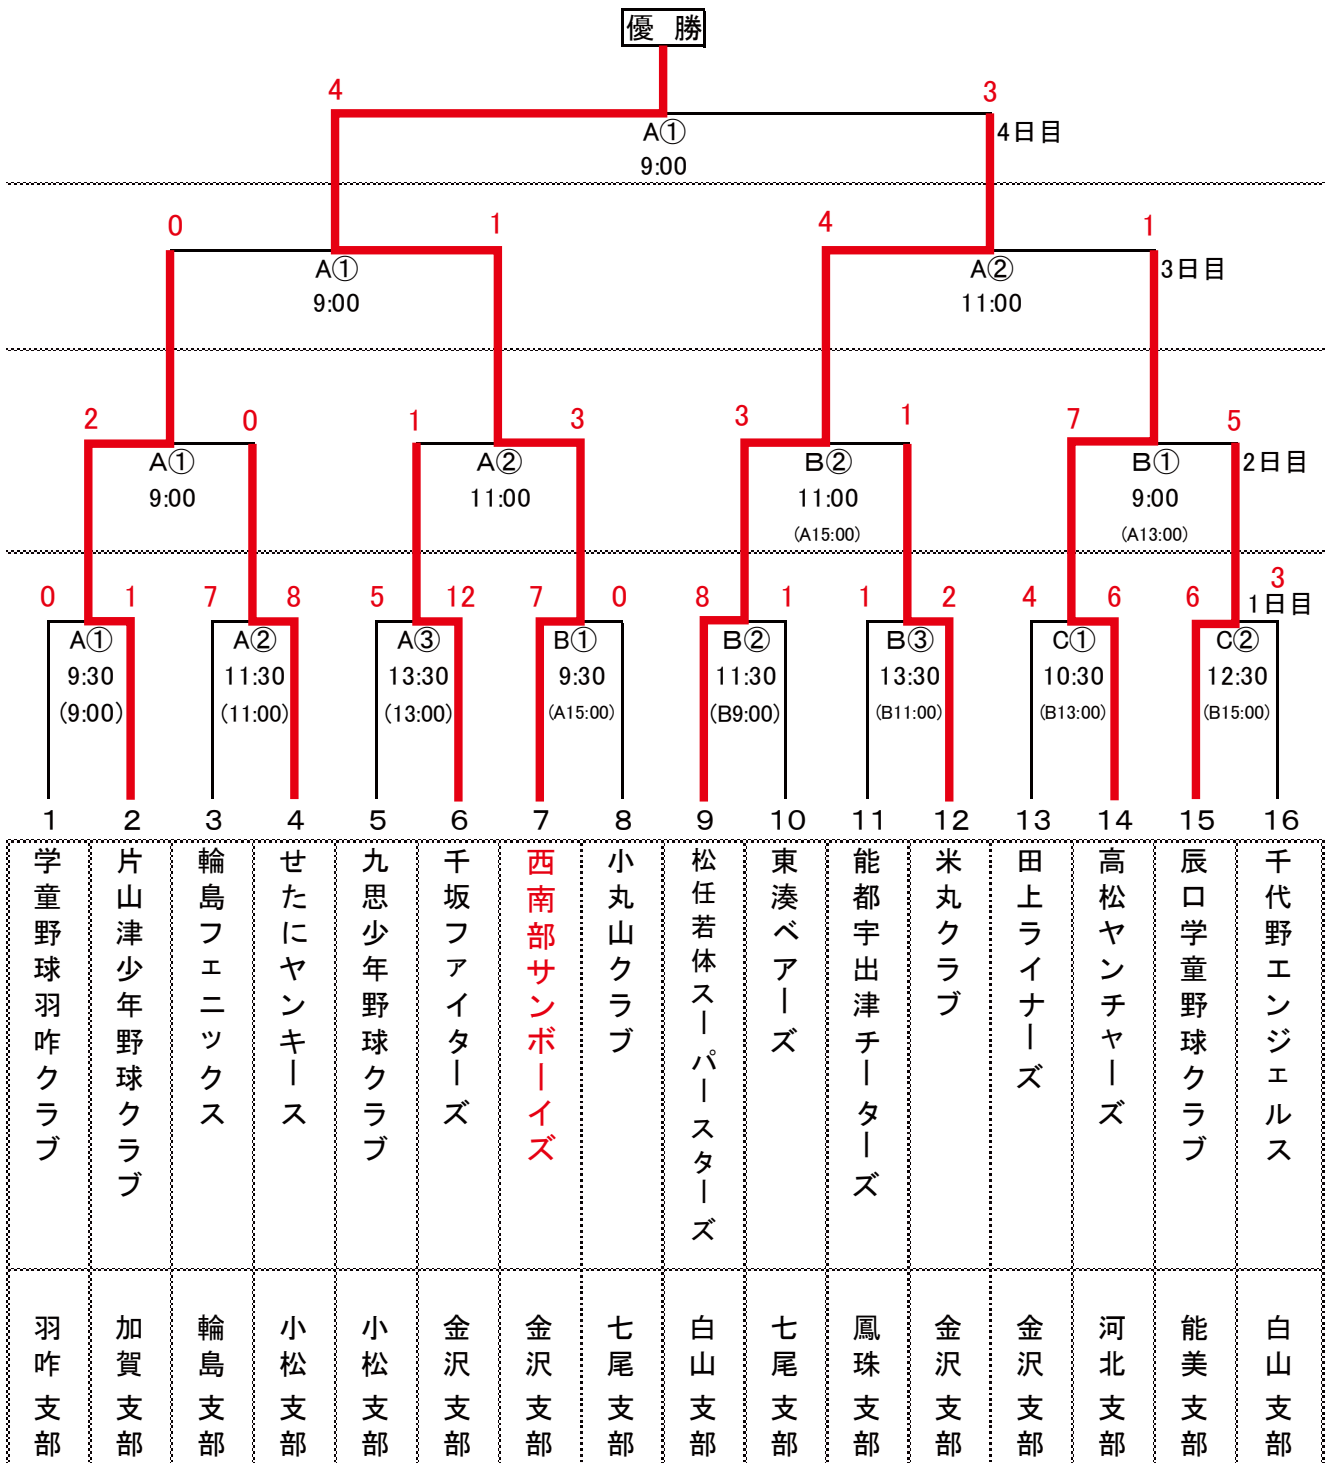 優 勝
4
3
A①
4日目
9:00
0
1
4
1
A①
A②
3日目
9:00
11:00
2
0
1
3
3
1
7
5
A①
A②
B②
B①
2日目
9:00
11:00
11:00
9:00
(A15:00)
(A13:00)
0
1
7
8
5
12
7
0
8
1
1
2
4
6
6
3
1日目
A①
A②
A③
B①
B②
B③
C①
C②
9:30
11:30
13:30
9:30
11:30
13:30
10:30
12:30
(9:00)
(11:00)
(13:00)
(A15:00)
(B9:00)
(B11:00)
(B13:00)
(B15:00)
1
2
3
4
5
6
7
8
9
10
11
12
13
14
15
16
学童野球羽咋クラブ
片山津少年野球クラブ
輪島フェニックス
せたにヤンキース
九思少年野球クラブ
千坂ファイターズ
西南部サンボーイズ
小丸山クラブ
松任若体スーパースターズ
東湊ベアーズ
能都宇出津チーターズ
米丸クラブ
田上ライナーズ
高松ヤンチャーズ
辰口学童野球クラブ
千代野エンジェルス
羽咋支部
加賀支部
輪島支部
小松支部
小松支部
金沢支部
金沢支部
七尾支部
白山支部
七尾支部
鳳珠支部
金沢支部
金沢支部
河北支部
能美支部
白山支部